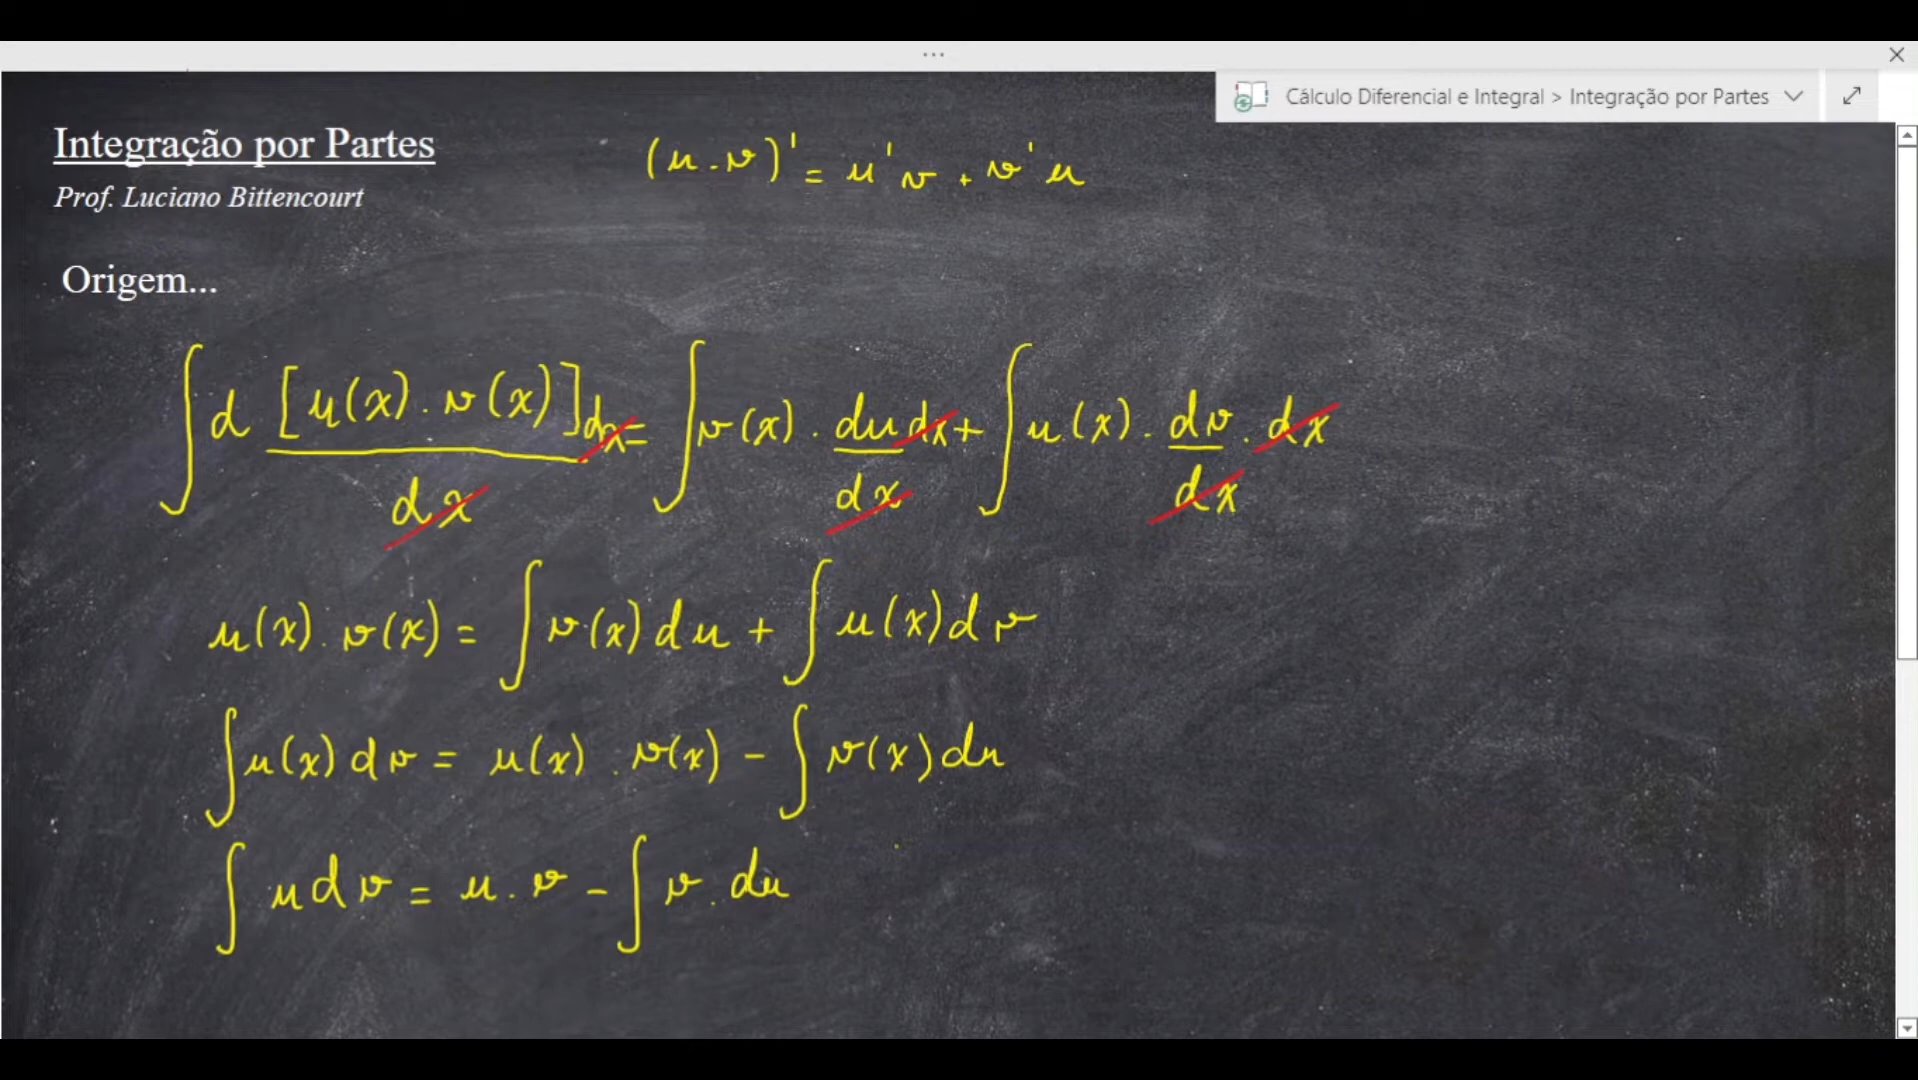 ...
Cálculo Diferencial e Integral > Integração por Partes
Integração por Partes
(u . v)' = u'v + v'u
Prof. Luciano Bittencourt
Origem...
∫ d [u(x) . v(x)]/dx dx = ∫ v(x) . du/dx dx + ∫ u(x) . dv/dx . dx
u(x) . v(x) = ∫ v(x) du + ∫ u(x) dv
∫ u(x) dv = u(x) . v(x) - ∫ v(x) du
∫ u dv = u . v - ∫ v . du